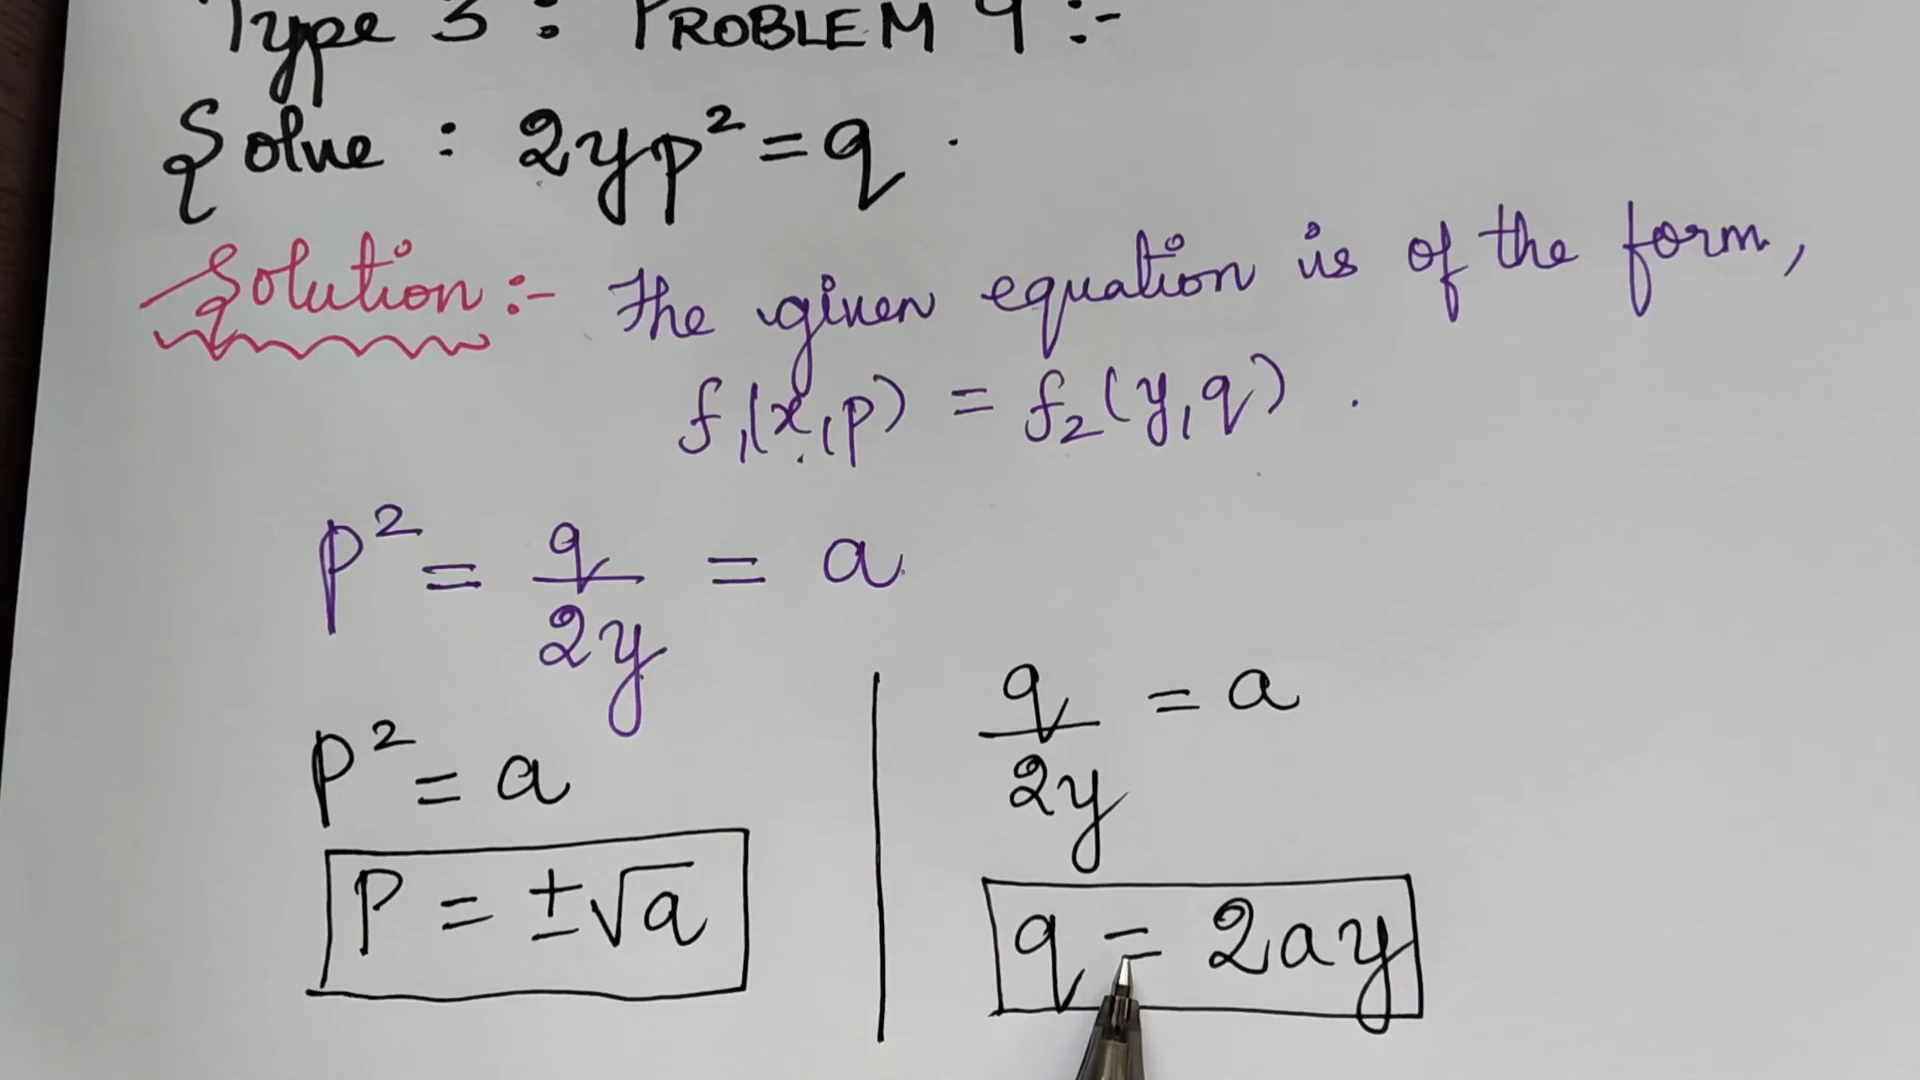 Type 3 : PROBLEM 9 :-
Solve : 2yp² = q .
Solution :- The given equation is of the form,
f₁(x,p) = f₂(y,q) .
p² = q/2y = a
p² = a
p = ±√a
q/2y = a
q = 2ay